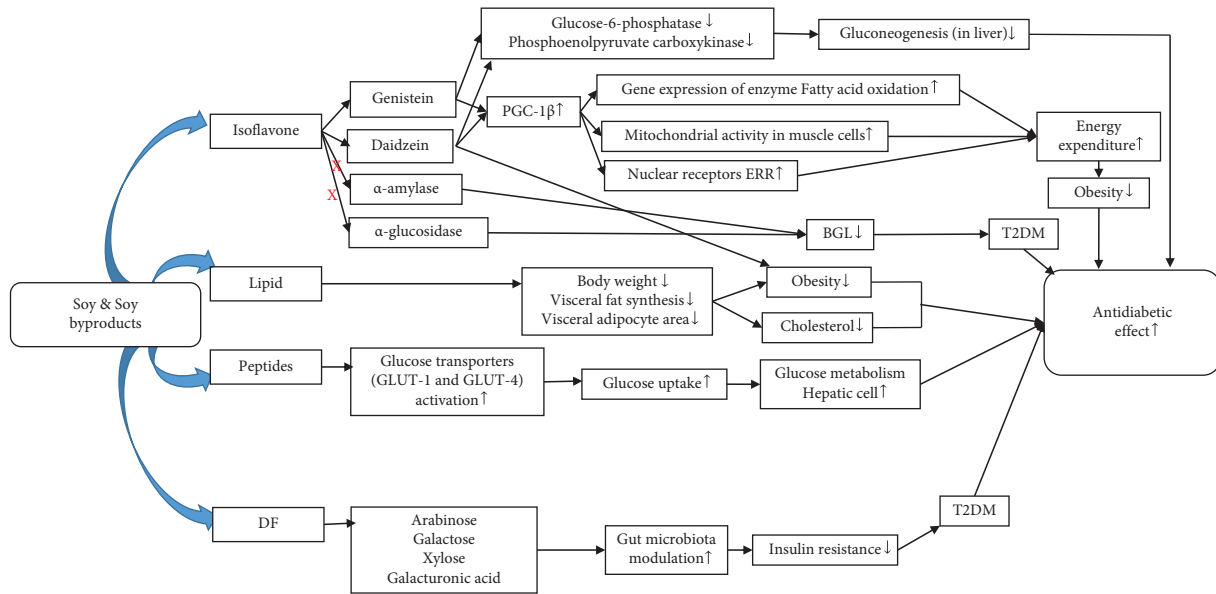 Glucose-6-phosphatase↓
Phosphoenolpyruvate carboxykinase↓
Gluconeogenesis (in liver)↓
Isoflavone
Genistein
Daidzein
X
α-amylase
X
α-glucosidase
PGC-1β↑
Gene expression of enzyme Fatty acid oxidation↑
Mitochondrial activity in muscle cells↑
Nuclear receptors ERR↑
Energy
expenditure↑
Obesity↓
BGL↓
T2DM
Soy & Soy
byproducts
Lipid
Body weight↓
Visceral fat synthesis↓
Visceral adipocyte area↓
Obesity↓
Cholesterol↓
Antidiabetic
effect↑
Peptides
Glucose transporters
(GLUT-1 and GLUT-4)
activation↑
Glucose uptake↑
Glucose metabolism
Hepatic cell↑
DF
Arabinose
Galactose
Xylose
Galacturonic acid
Gut microbiota
modulation↑
Insulin resistance↓
T2DM